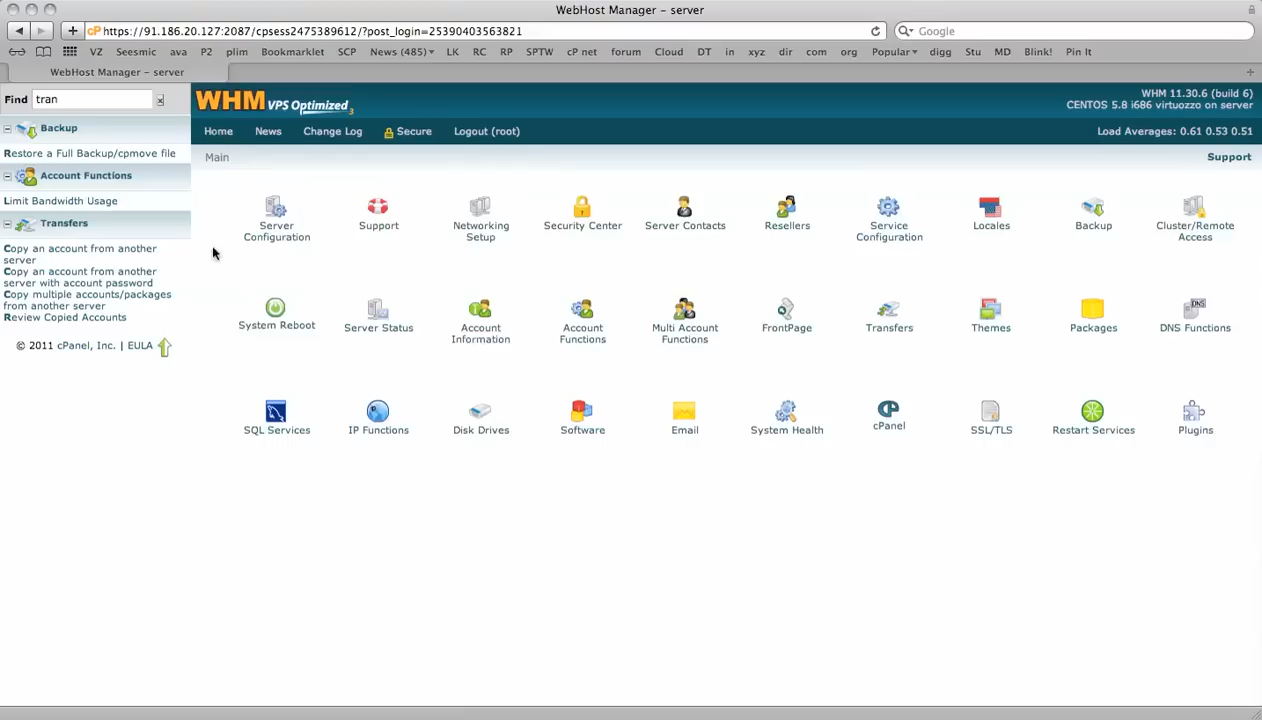 WebHost Manager – server
cP https://91.186.20.127:2087/cpsess2475389612/?post_login=25390403563821
Google
VZ Seesmic ava P2 plim Bookmarklet SCP News (485) LK RC RP SPTW cP net forum Cloud DT in xyz dir com org Popular digg Stu MD Blink! Pin It
WebHost Manager – server
Find tran x
WHM VPS Optimized 3
WHM 11.30.6 (build 6)
CENTOS 5.8 i686 virtuozzo on server
Home News Change Log Secure Logout (root)
Load Averages: 0.61 0.53 0.51
Main
Support
Backup
Restore a Full Backup/cpmove file
Account Functions
Limit Bandwidth Usage
Transfers
Copy an account from another
server
Copy an account from another
server with account password
Copy multiple accounts/packages
from another server
Review Copied Accounts
© 2011 cPanel, Inc. | EULA
Server
Configuration
Support
Networking
Setup
Security Center
Server Contacts
Resellers
Service
Configuration
Locales
Backup
Cluster/Remote
Access
System Reboot
Server Status
Account
Information
Account
Functions
Multi Account
Functions
FrontPage
Transfers
Themes
Packages
DNS
DNS Functions
SQL Services
IP Functions
Disk Drives
Software
Email
System Health
cP
cPanel
SSL/TLS
Restart Services
Plugins